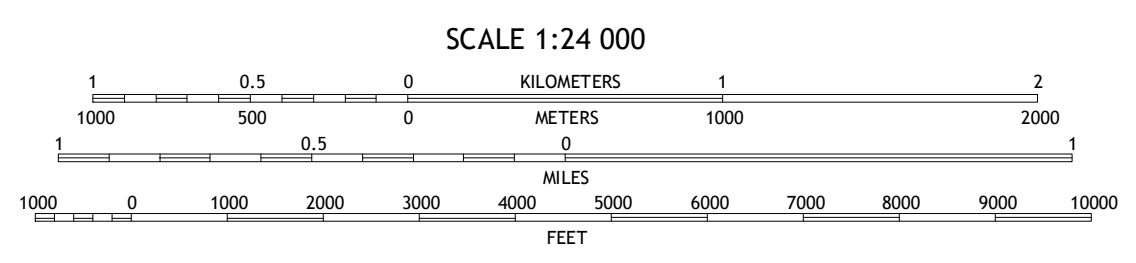 SCALE 1:24 000
1 0.5 0 KILOMETERS 1 2
1000 500 0 METERS 1000 2000
1 0.5 0 1
MILES
1000 0 1000 2000 3000 4000 5000 6000 7000 8000 9000 10000
FEET